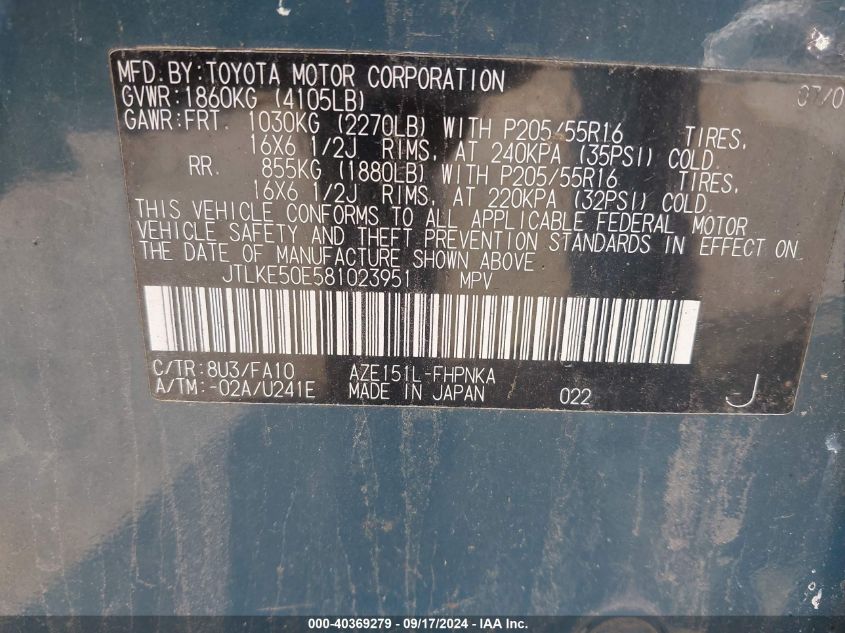 MFD.BY:TOYOTA MOTOR CORPORATION 07/0
GVWR:1860KG (4105LB)
GAWR:FRT. 1030KG (2270LB) WITH P205/55R16 TIRES,
16X6 1/2J RIMS, AT 240KPA (35PSI) COLD.
RR. 855KG (1880LB) WITH P205/55R16 TIRES,
16X6 1/2J RIMS, AT 220KPA (32PSI) COLD.
THIS VEHICLE CONFORMS TO ALL APPLICABLE FEDERAL MOTOR
VEHICLE SAFETY AND THEFT PREVENTION STANDARDS IN EFFECT ON
THE DATE OF MANUFACTURE SHOWN ABOVE
JTLKE50E581023951 MPV
C/TR:8U3/FA10 AZE151L-FHPNKA
A/TM:-02A/U241E MADE IN JAPAN 022 J
000-40369279 - 09/17/2024 - IAA Inc.